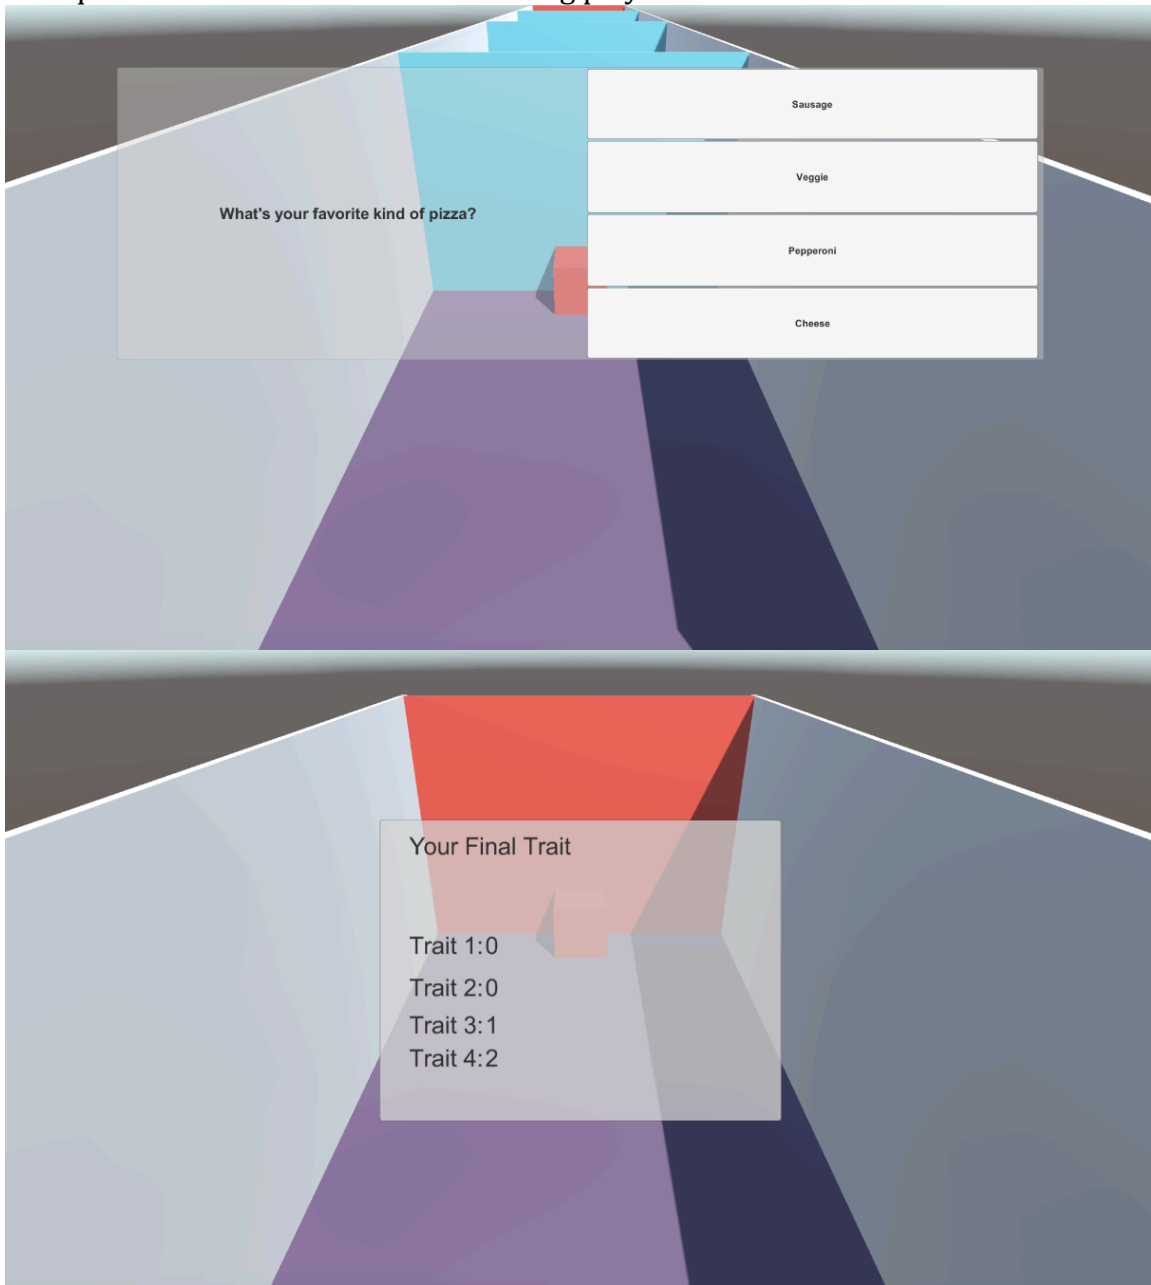 What's your favorite kind of pizza?
Sausage
Veggie
Pepperoni
Cheese
Your Final Trait
Trait 1:0
Trait 2:0
Trait 3:1
Trait 4:2